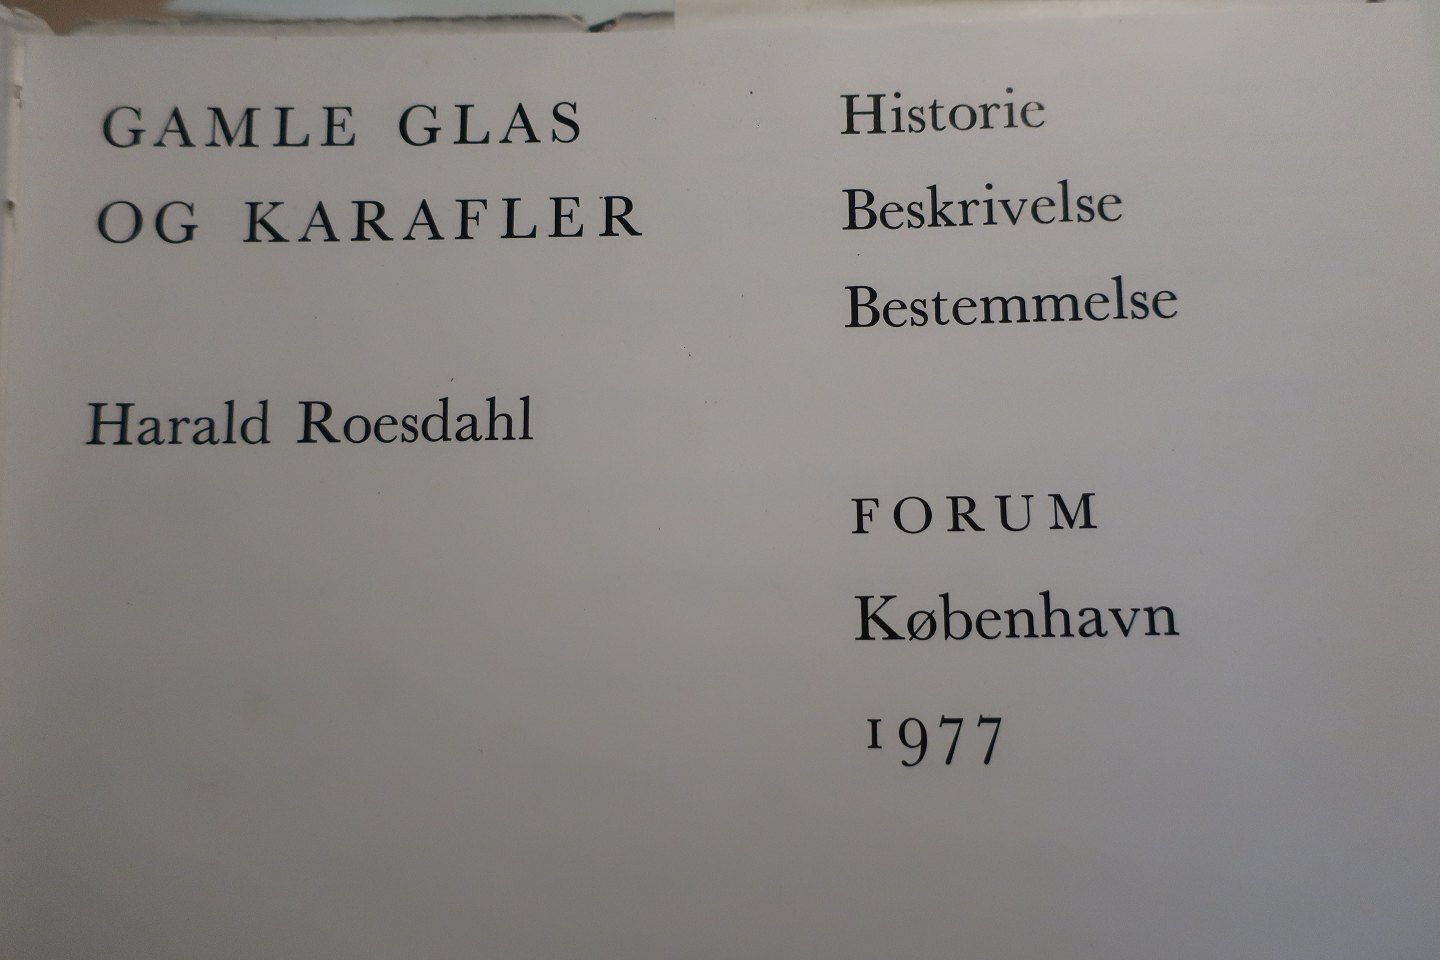 GAMLE GLAS
OG KARAFLER
Harald Roesdahl
Historie
Beskrivelse
Bestemmelse
FORUM
København
1977